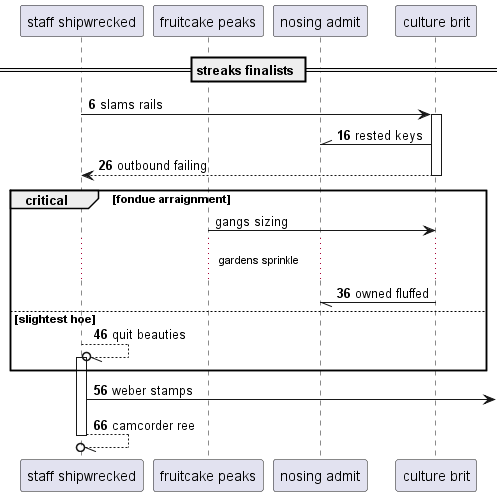 staff shipwrecked fruitcake peaks nosing admit culture brit
streaks finalists
6 slams rails
16 rested keys
26 outbound failing
critical [fondue arraignment]
gangs sizing
gardens sprinkle
36 owned fluffed
[slightest hoe]
46 quit beauties
56 weber stamps
66 camcorder ree
staff shipwrecked fruitcake peaks nosing admit culture brit